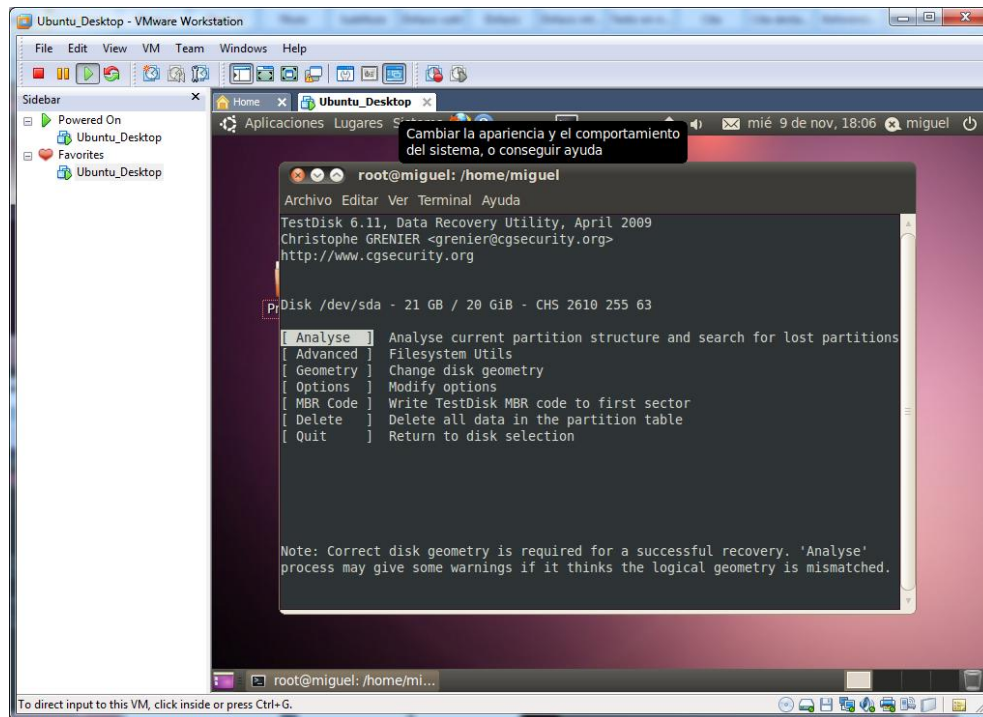 Ubuntu_Desktop - VMware Workstation
File Edit View VM Team Windows Help
Sidebar ×
Home × Ubuntu_Desktop ×
Powered On
Ubuntu_Desktop
Favorites
Ubuntu_Desktop
Aplicaciones Lugares mié 9 de nov, 18:06 miguel
Cambiar la apariencia y el comportamiento
del sistema, o conseguir ayuda
root@miguel: /home/miguel
Archivo Editar Ver Terminal Ayuda
TestDisk 6.11, Data Recovery Utility, April 2009
Christophe GRENIER <grenier@cgsecurity.org>
http://www.cgsecurity.org
Pr
Disk /dev/sda - 21 GB / 20 GiB - CHS 2610 255 63
[ Analyse ] Analyse current partition structure and search for lost partitions
[ Advanced ] Filesystem Utils
[ Geometry ] Change disk geometry
[ Options ] Modify options
[ MBR Code ] Write TestDisk MBR code to first sector
[ Delete ] Delete all data in the partition table
[ Quit ] Return to disk selection
Note: Correct disk geometry is required for a successful recovery. 'Analyse'
process may give some warnings if it thinks the logical geometry is mismatched.
root@miguel: /home/mi...
To direct input to this VM, click inside or press Ctrl+G.